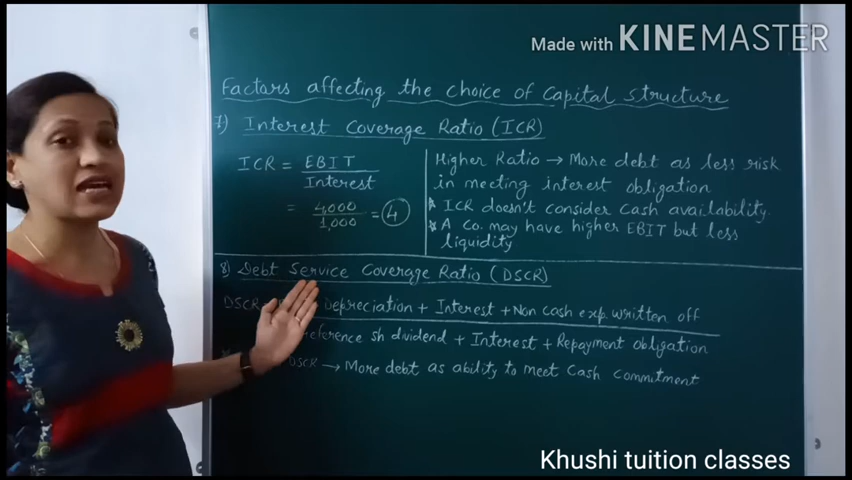 Made with KINEMASTER
Factors affecting the choice of Capital structure
7) Interest Coverage Ratio (ICR)
ICR = EBIT
Interest
= 4,000
1,000
= 4
Higher Ratio → More debt as less risk
in meeting interest obligation
* ICR doesn't consider cash availability.
* A Co. may have higher EBIT but less
liquidity
8) Debt Service Coverage Ratio (DSCR)
DSCR Depreciation + Interest + Non cash exp. written off
sh dividend + Interest + Repayment obligation
DSCR → More debt as ability to meet Cash commitment
Khushi tuition classes